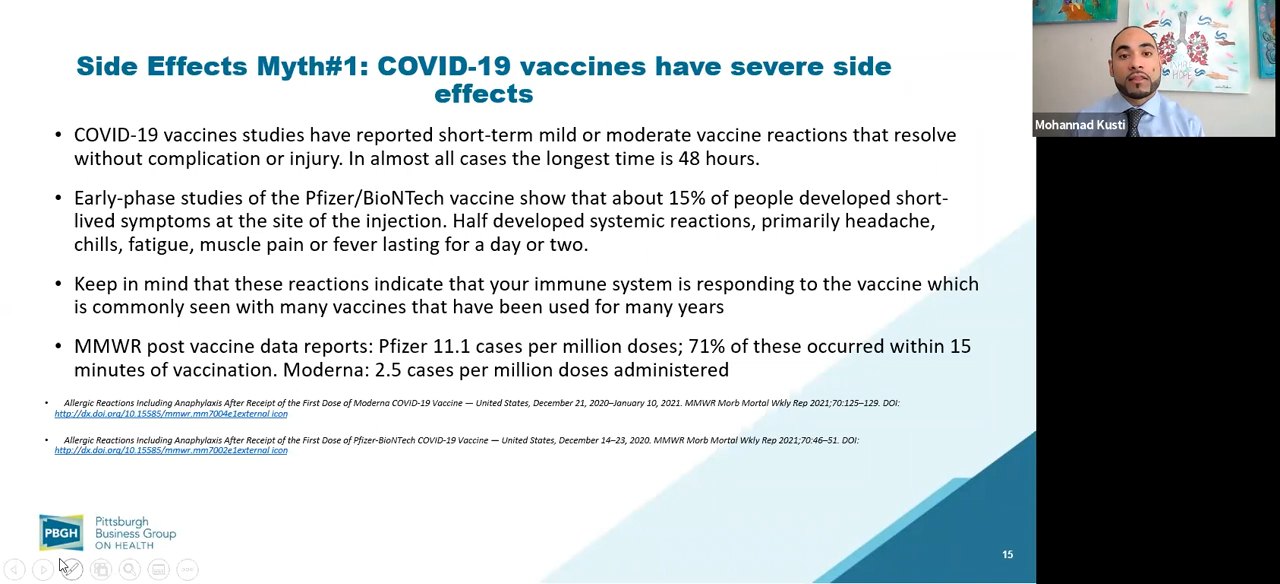 Side Effects Myth#1: COVID-19 vaccines have severe side
effects
• COVID-19 vaccines studies have reported short-term mild or moderate vaccine reactions that resolve
without complication or injury. In almost all cases the longest time is 48 hours.
• Early-phase studies of the Pfizer/BioNTech vaccine show that about 15% of people developed short-
lived symptoms at the site of the injection. Half developed systemic reactions, primarily headache,
chills, fatigue, muscle pain or fever lasting for a day or two.
• Keep in mind that these reactions indicate that your immune system is responding to the vaccine which
is commonly seen with many vaccines that have been used for many years
• MMWR post vaccine data reports: Pfizer 11.1 cases per million doses; 71% of these occurred within 15
minutes of vaccination. Moderna: 2.5 cases per million doses administered
• Allergic Reactions Including Anaphylaxis After Receipt of the First Dose of Moderna COVID-19 Vaccine — United States, December 21, 2020–January 10, 2021. MMWR Morb Mortal Wkly Rep 2021;70:125–129. DOI:
http://dx.doi.org/10.15585/mmwr.mm7004e1external icon
• Allergic Reactions Including Anaphylaxis After Receipt of the First Dose of Pfizer-BioNTech COVID-19 Vaccine — United States, December 14–23, 2020. MMWR Morb Mortal Wkly Rep 2021;70:46–51. DOI:
http://dx.doi.org/10.15585/mmwr.mm7002e1external icon
PBGH
Pittsburgh
Business Group
ON HEALTH
15
Mohannad Kusti
HOPE